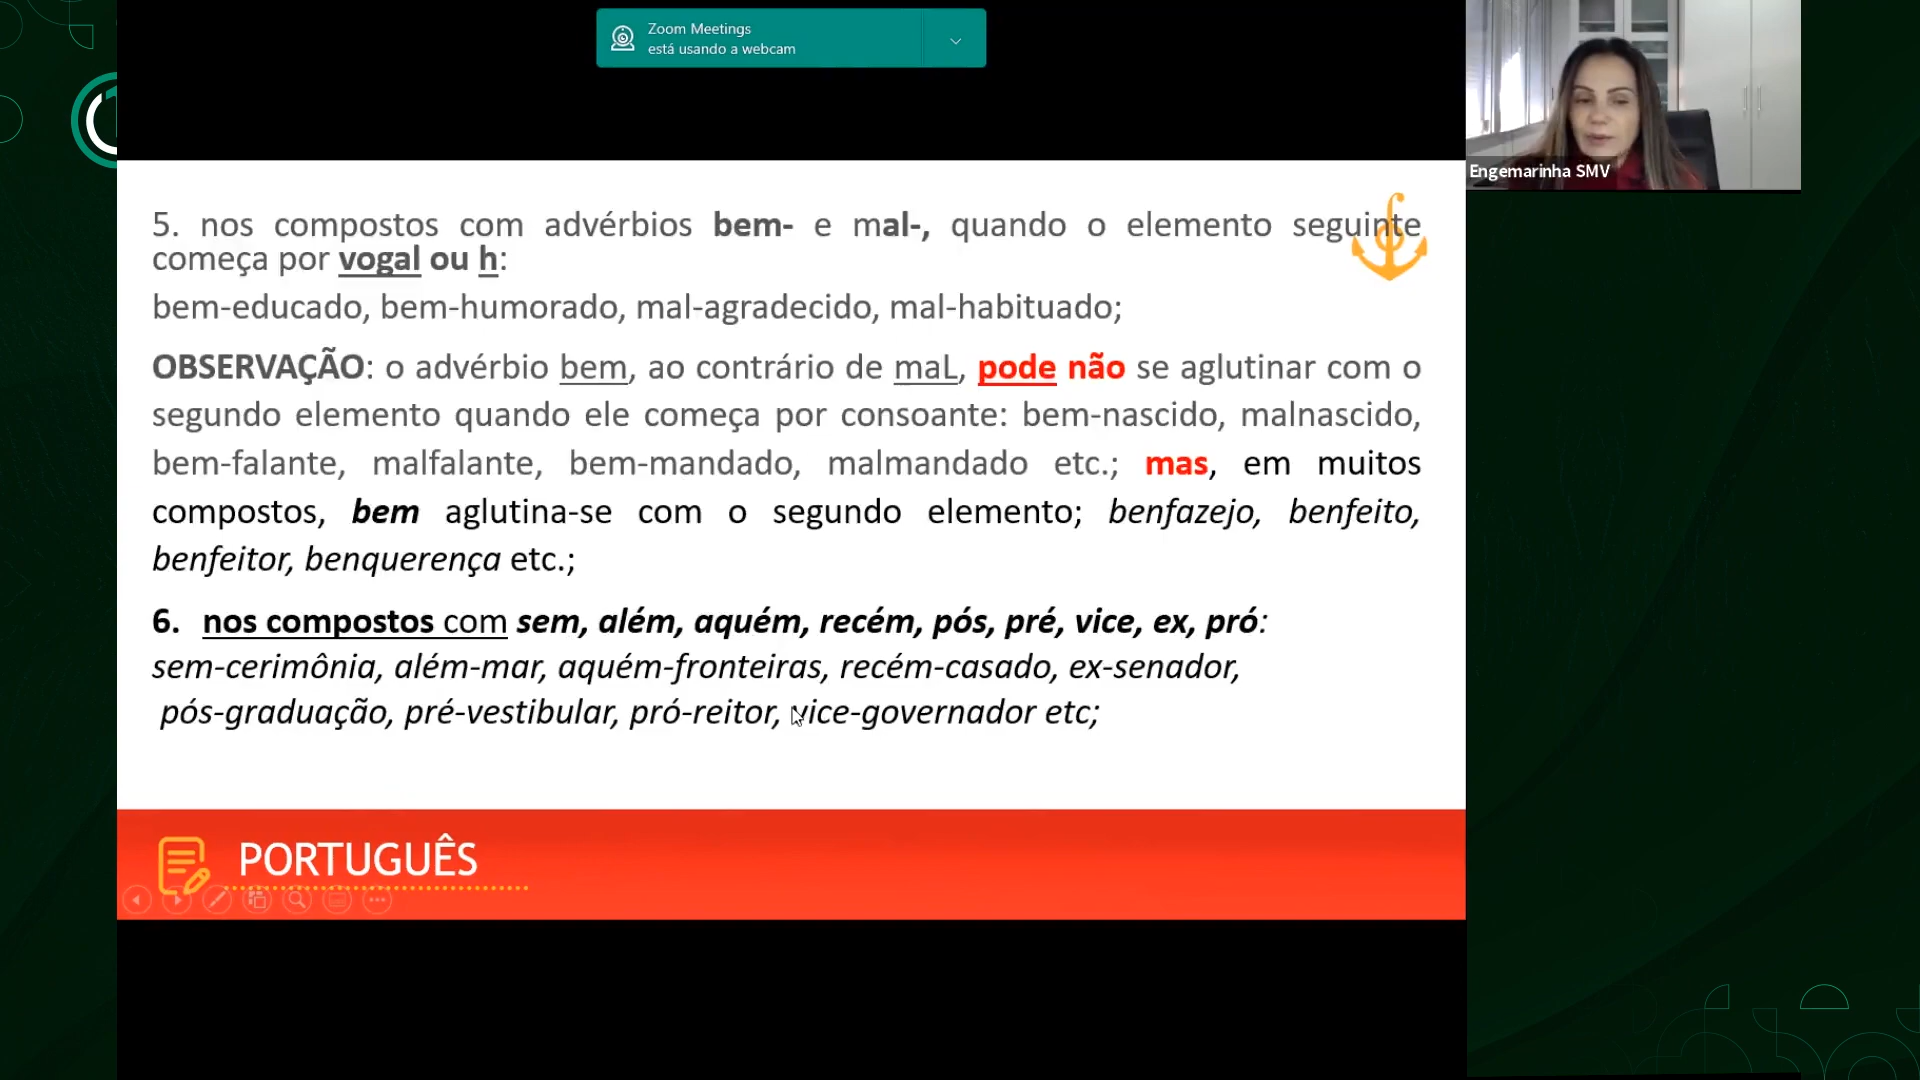 Zoom Meetings
está usando a webcam
Engemarinha SMV
5. nos compostos com advérbios bem- e mal-, quando o elemento seguinte
começa por vogal ou h:
bem-educado, bem-humorado, mal-agradecido, mal-habituado;
OBSERVAÇÃO: o advérbio bem, ao contrário de maL, pode não se aglutinar com o
segundo elemento quando ele começa por consoante: bem-nascido, malnascido,
bem-falante, malfalante, bem-mandado, malmandado etc.; mas, em muitos
compostos, bem aglutina-se com o segundo elemento; benfazejo, benfeito,
benfeitor, benquerença etc.;
6. nos compostos com sem, além, aquém, recém, pós, pré, vice, ex, pró:
sem-cerimônia, além-mar, aquém-fronteiras, recém-casado, ex-senador,
pós-graduação, pré-vestibular, pró-reitor, vice-governador etc;
PORTUGUÊS